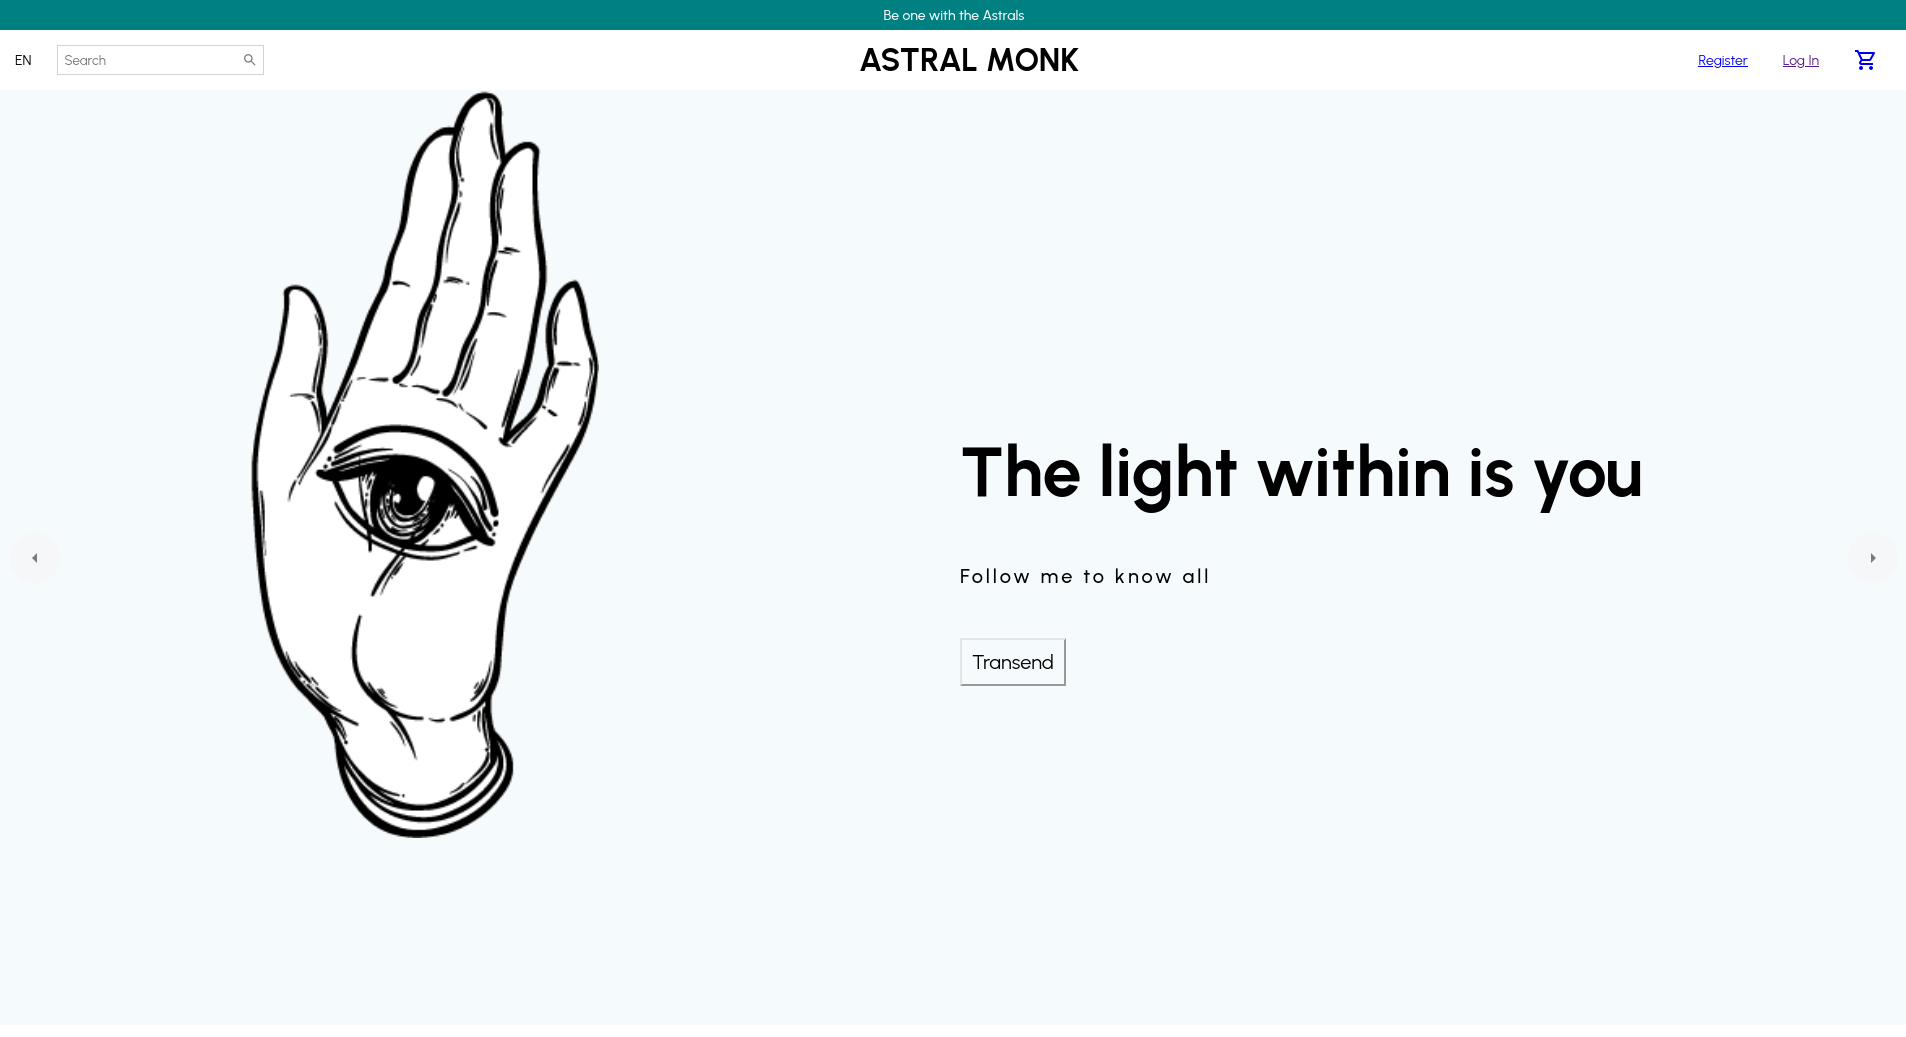 Be one with the Astrals
EN
Search
ASTRAL MONK
Register
Log In
The light within is you
Follow me to know all
Transend